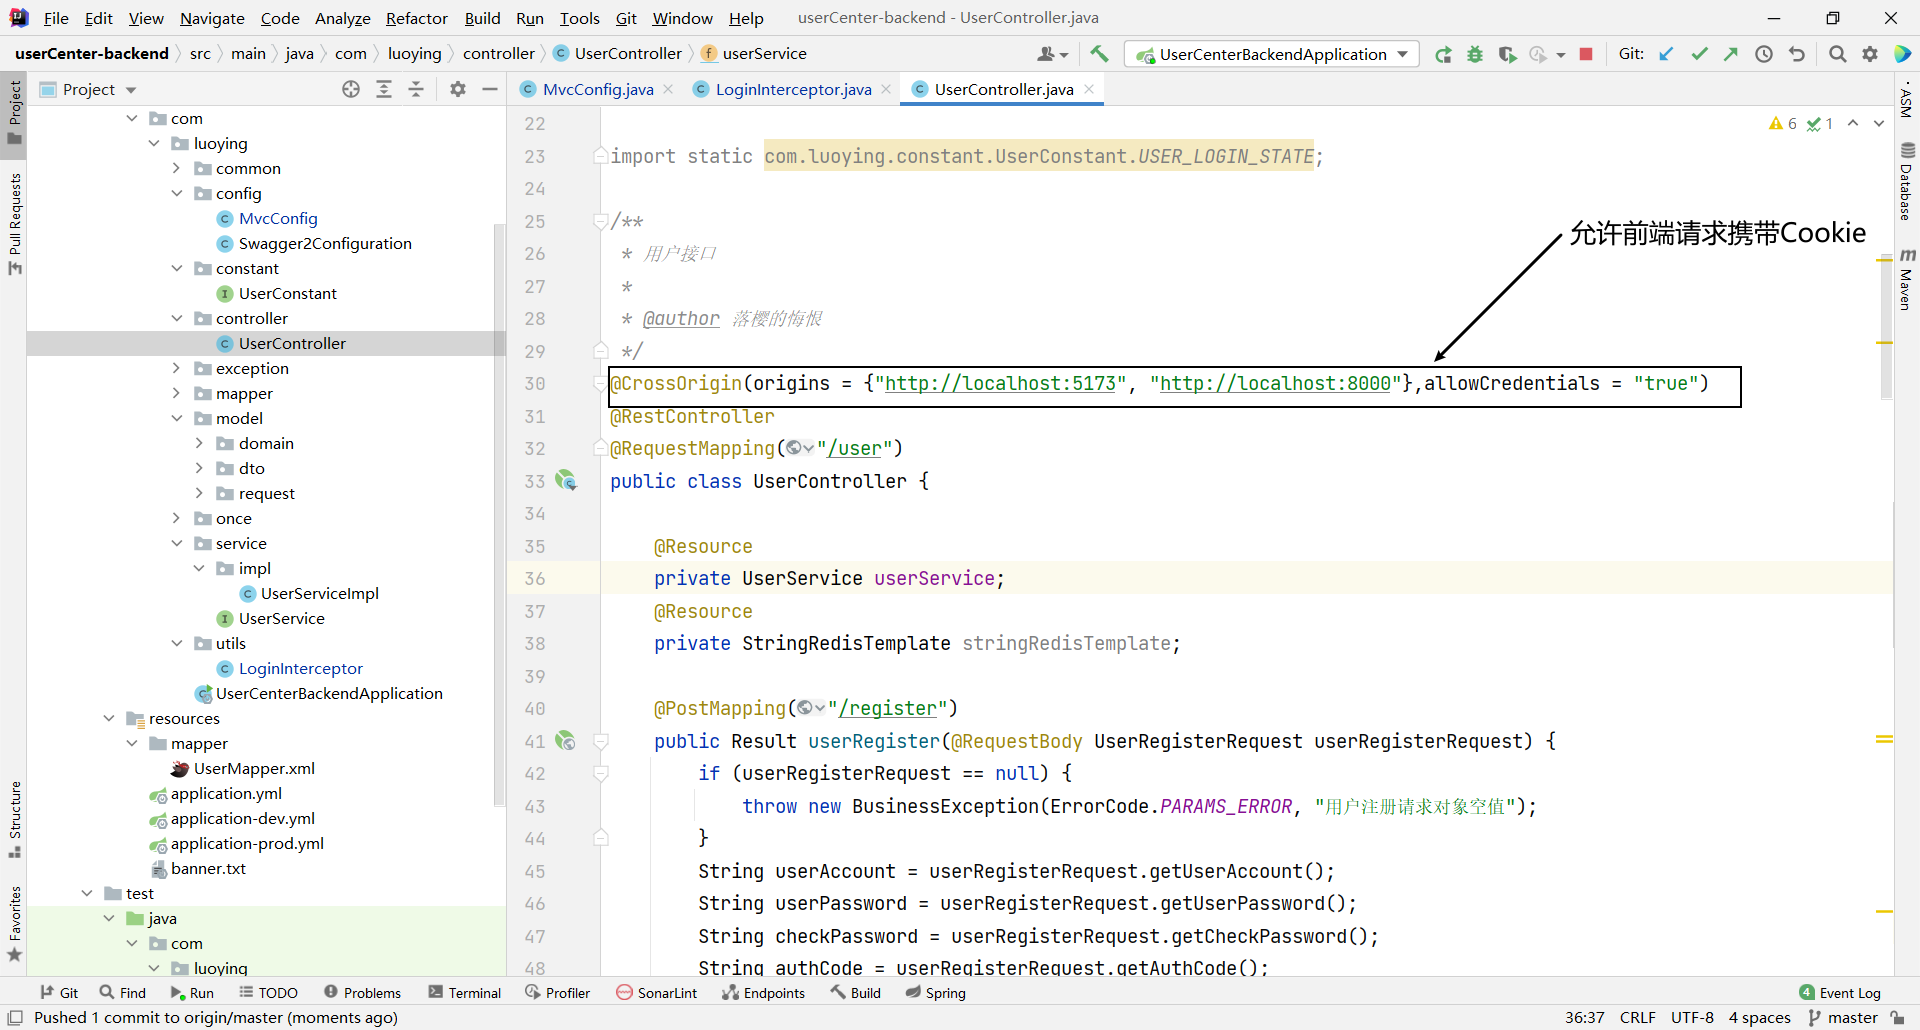 File Edit View Navigate Code Analyze Refactor Build Run Tools Git Window Help userCenter-backend - UserController.java
userCenter-backend src main java com luoying controller UserController userService UserCenterBackendApplication Git:
Project
MvcConfig.java LoginInterceptor.java UserController.java
Project
Pull Requests
Structure
Favorites
com
luoying
common
config
MvcConfig
Swagger2Configuration
constant
UserConstant
controller
UserController
exception
mapper
model
domain
dto
request
once
service
impl
UserServiceImpl
UserService
utils
LoginInterceptor
UserCenterBackendApplication
resources
mapper
UserMapper.xml
application.yml
application-dev.yml
application-prod.yml
banner.txt
test
java
com
luoying
6 1
22
23 import static com.luoying.constant.UserConstant.USER_LOGIN_STATE;
24
25 /**
26 * 用户接口
27 *
28 * @author 落樱的悔恨
29 */
30 @CrossOrigin(origins = {"http://localhost:5173", "http://localhost:8000"},allowCredentials = "true")
31 @RestController
32 @RequestMapping("/user")
33 public class UserController {
34
35 @Resource
36 private UserService userService;
37 @Resource
38 private StringRedisTemplate stringRedisTemplate;
39
40 @PostMapping("/register")
41 public Result userRegister(@RequestBody UserRegisterRequest userRegisterRequest) {
42 if (userRegisterRequest == null) {
43 throw new BusinessException(ErrorCode.PARAMS_ERROR, "用户注册请求对象空值");
44 }
45 String userAccount = userRegisterRequest.getUserAccount();
46 String userPassword = userRegisterRequest.getUserPassword();
47 String checkPassword = userRegisterRequest.getCheckPassword();
48 String authCode = userRegisterRequest.getAuthCode();
允许前端请求携带Cookie
ASM
Database
m Maven
Git Find Run TODO Problems Terminal Profiler SonarLint Endpoints Build Spring 4 Event Log
Pushed 1 commit to origin/master (moments ago) 36:37 CRLF UTF-8 4 spaces master